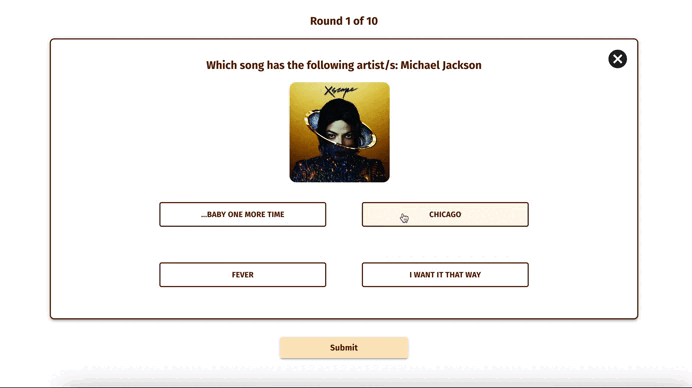 Round 1 of 10
Which song has the following artist/s: Michael Jackson
Xscape
...BABY ONE MORE TIME
CHICAGO
FEVER
I WANT IT THAT WAY
Submit